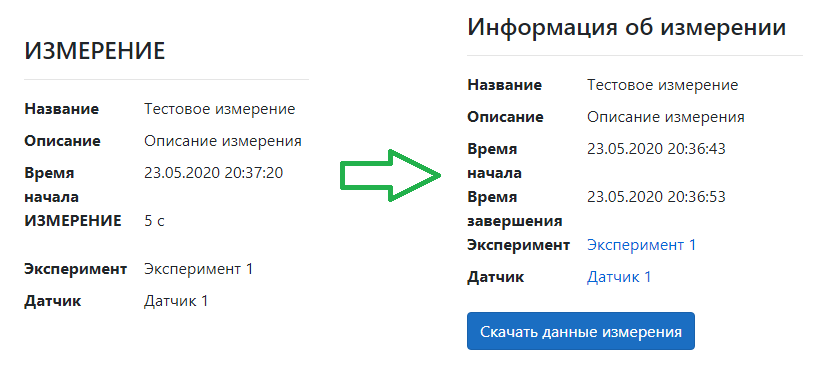 ИЗМЕРЕНИЕ
Название Тестовое измерение
Описание Описание измерения
Время 23.05.2020 20:37:20
начала
ИЗМЕРЕНИЕ 5 с
Эксперимент Эксперимент 1
Датчик Датчик 1
Информация об измерении
Название Тестовое измерение
Описание Описание измерения
Время 23.05.2020 20:36:43
начала
Время 23.05.2020 20:36:53
завершения
Эксперимент Эксперимент 1
Датчик Датчик 1
Скачать данные измерения